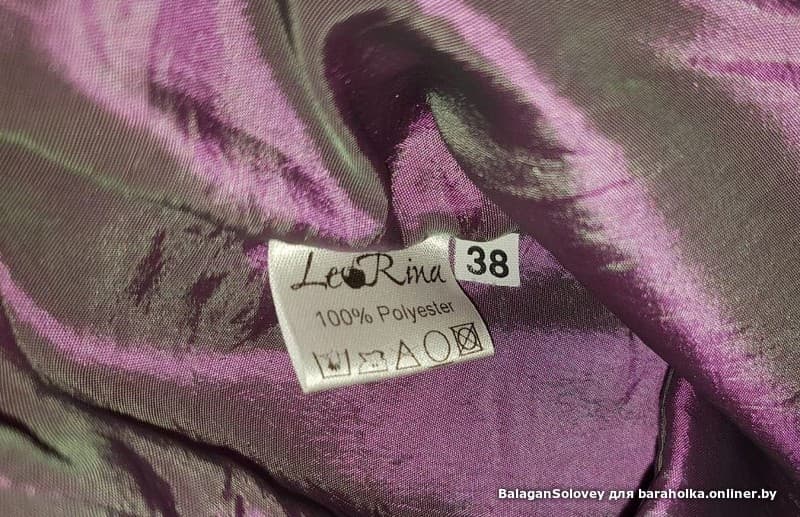 LeoRina
38
100% Polyester
BalaganSolovey для baraholka.onliner.by